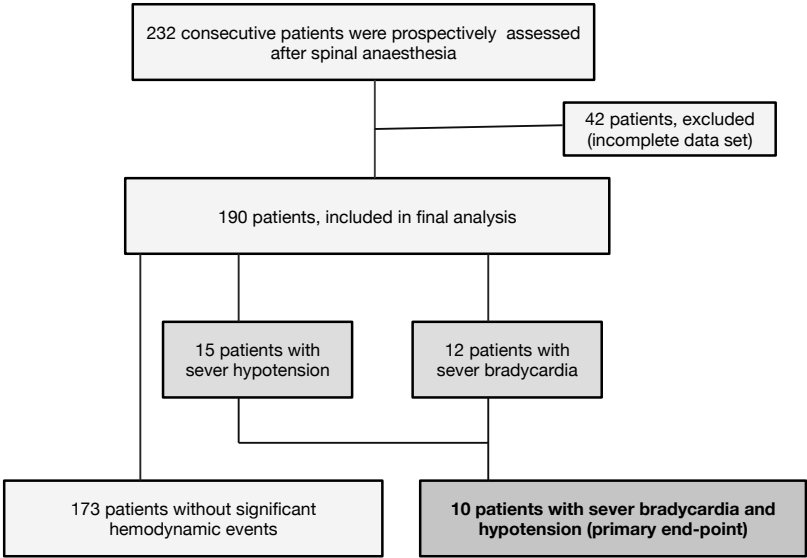 232 consecutive patients were prospectively assessed
after spinal anaesthesia
42 patients, excluded
(incomplete data set)
190 patients, included in final analysis
15 patients with
sever hypotension
12 patients with
sever bradycardia
173 patients without significant
hemodynamic events
10 patients with sever bradycardia and
hypotension (primary end-point)